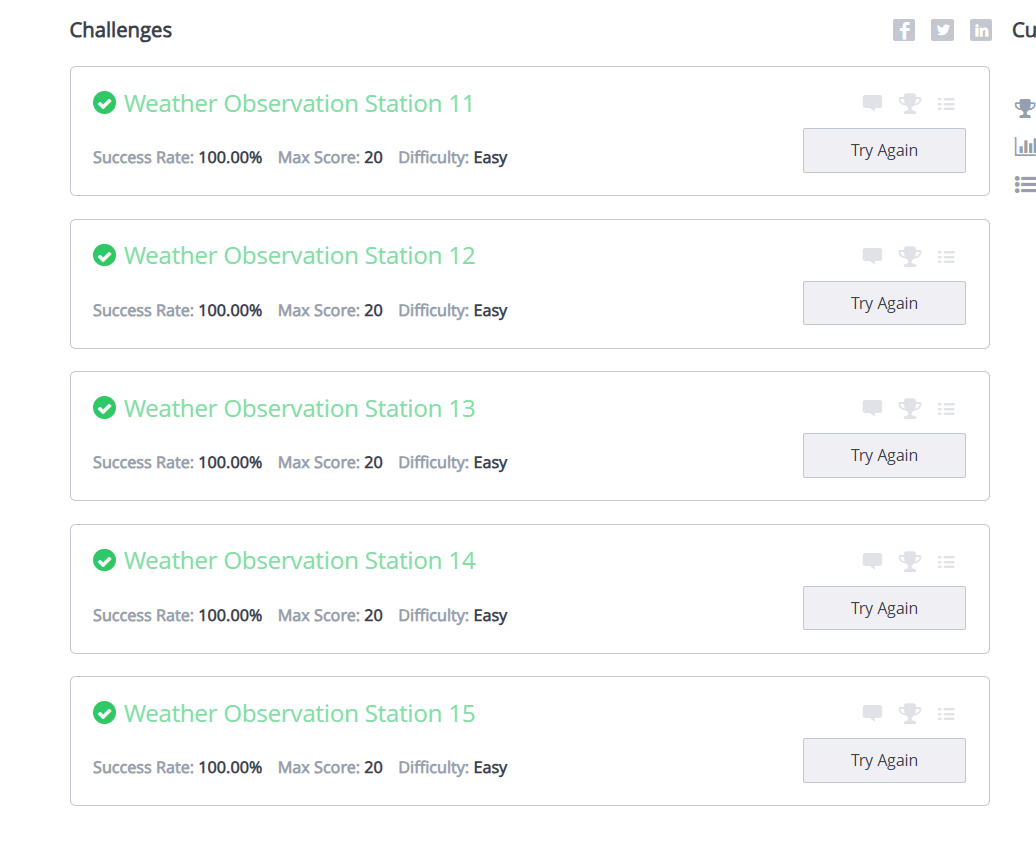 Challenges
Cu
Weather Observation Station 11
Success Rate: 100.00% Max Score: 20 Difficulty: Easy
Try Again
Weather Observation Station 12
Success Rate: 100.00% Max Score: 20 Difficulty: Easy
Try Again
Weather Observation Station 13
Success Rate: 100.00% Max Score: 20 Difficulty: Easy
Try Again
Weather Observation Station 14
Success Rate: 100.00% Max Score: 20 Difficulty: Easy
Try Again
Weather Observation Station 15
Success Rate: 100.00% Max Score: 20 Difficulty: Easy
Try Again